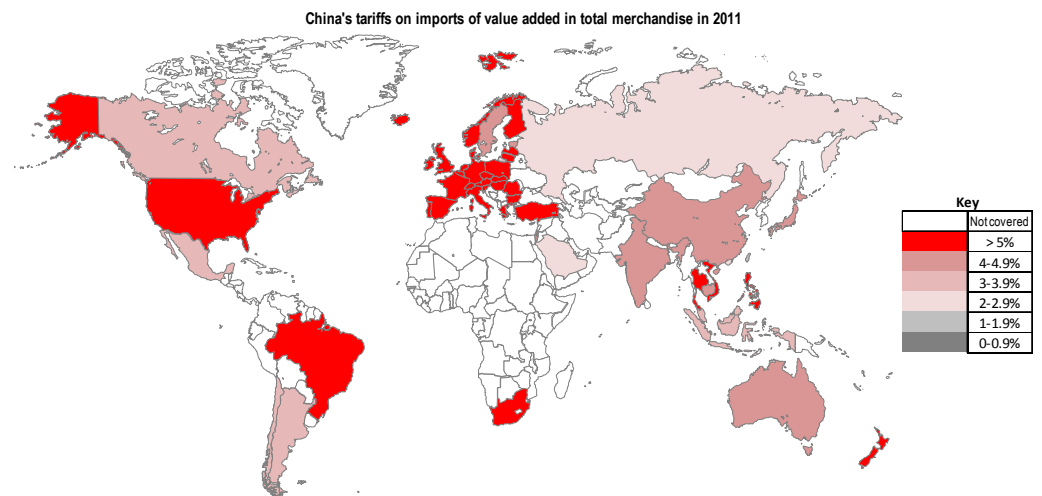 China's tariffs on imports of value added in total merchandise in 2011
Key
Not covered
> 5%
4-4.9%
3-3.9%
2-2.9%
1-1.9%
0-0.9%